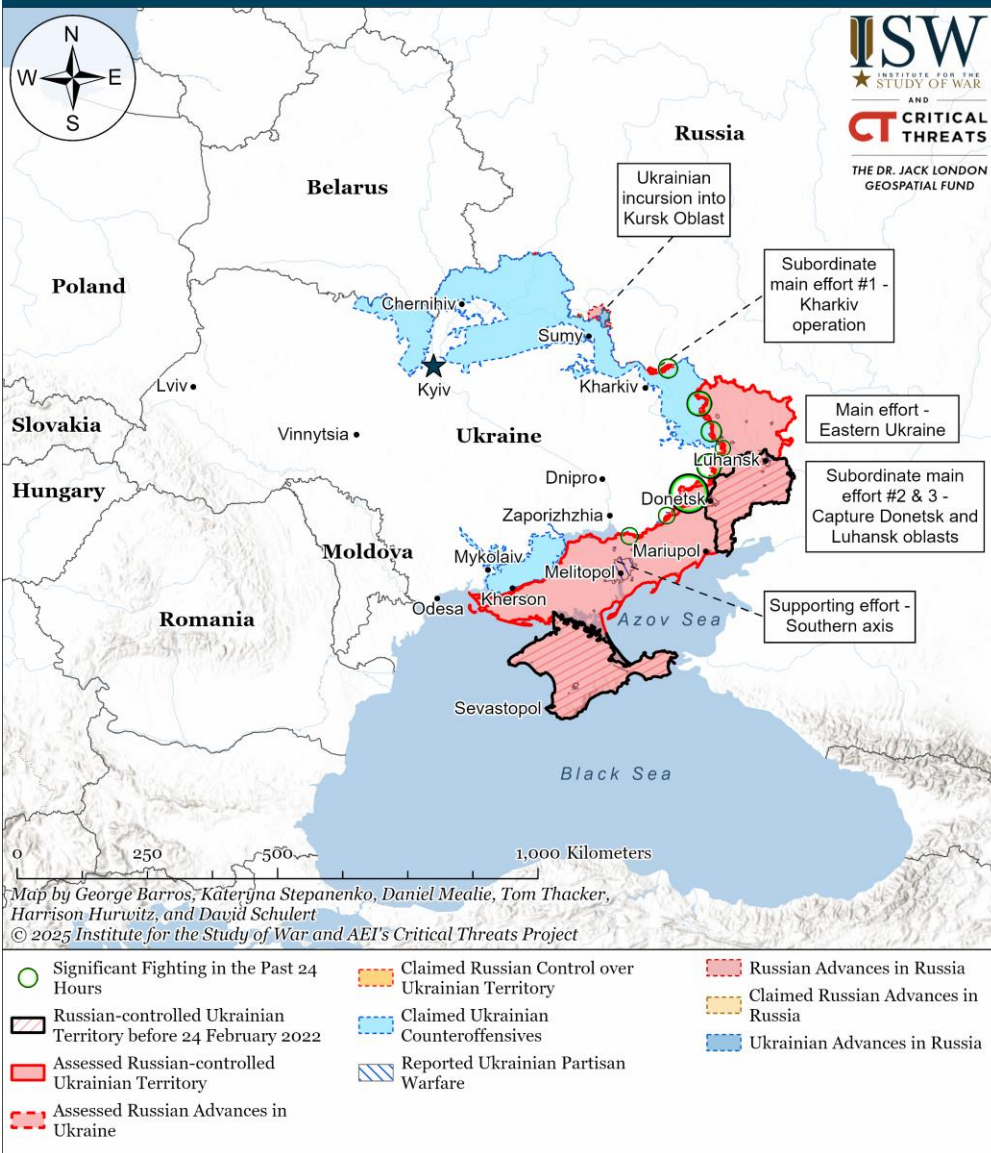 N
W
E
S
ISW
INSTITUTE FOR THE
STUDY OF WAR
AND
CT CRITICAL
THREATS
THE DR. JACK LONDON
GEOSPATIAL FUND
Russia
Belarus
Ukrainian
incursion into
Kursk Oblast
Subordinate
main effort #1 -
Kharkiv
operation
Poland
Chernihiv
Sumy
Kyiv
Kharkiv
Lviv
Slovakia
Vinnytsia
Ukraine
Main effort -
Eastern Ukraine
Luhansk
Hungary
Dnipro
Donetsk
Subordinate main
effort #2 & 3 -
Capture Donetsk and
Luhansk oblasts
Zaporizhzhia
Moldova
Mykolaiv
Mariupol
Melitopol
Kherson
Odesa
Romania
Azov Sea
Supporting effort -
Southern axis
Sevastopol
Black Sea
0 250 500 1,000 Kilometers
Map by George Barros, Kateryna Stepanenko, Daniel Mealie, Tom Thacker,
Harrison Hurwitz, and David Schulert
© 2025 Institute for the Study of War and AEI's Critical Threats Project
Significant Fighting in the Past 24
Hours
Russian-controlled Ukrainian
Territory before 24 February 2022
Assessed Russian-controlled
Ukrainian Territory
Assessed Russian Advances in
Ukraine
Claimed Russian Control over
Ukrainian Territory
Claimed Ukrainian
Counteroffensives
Reported Ukrainian Partisan
Warfare
Russian Advances in Russia
Claimed Russian Advances in
Russia
Ukrainian Advances in Russia